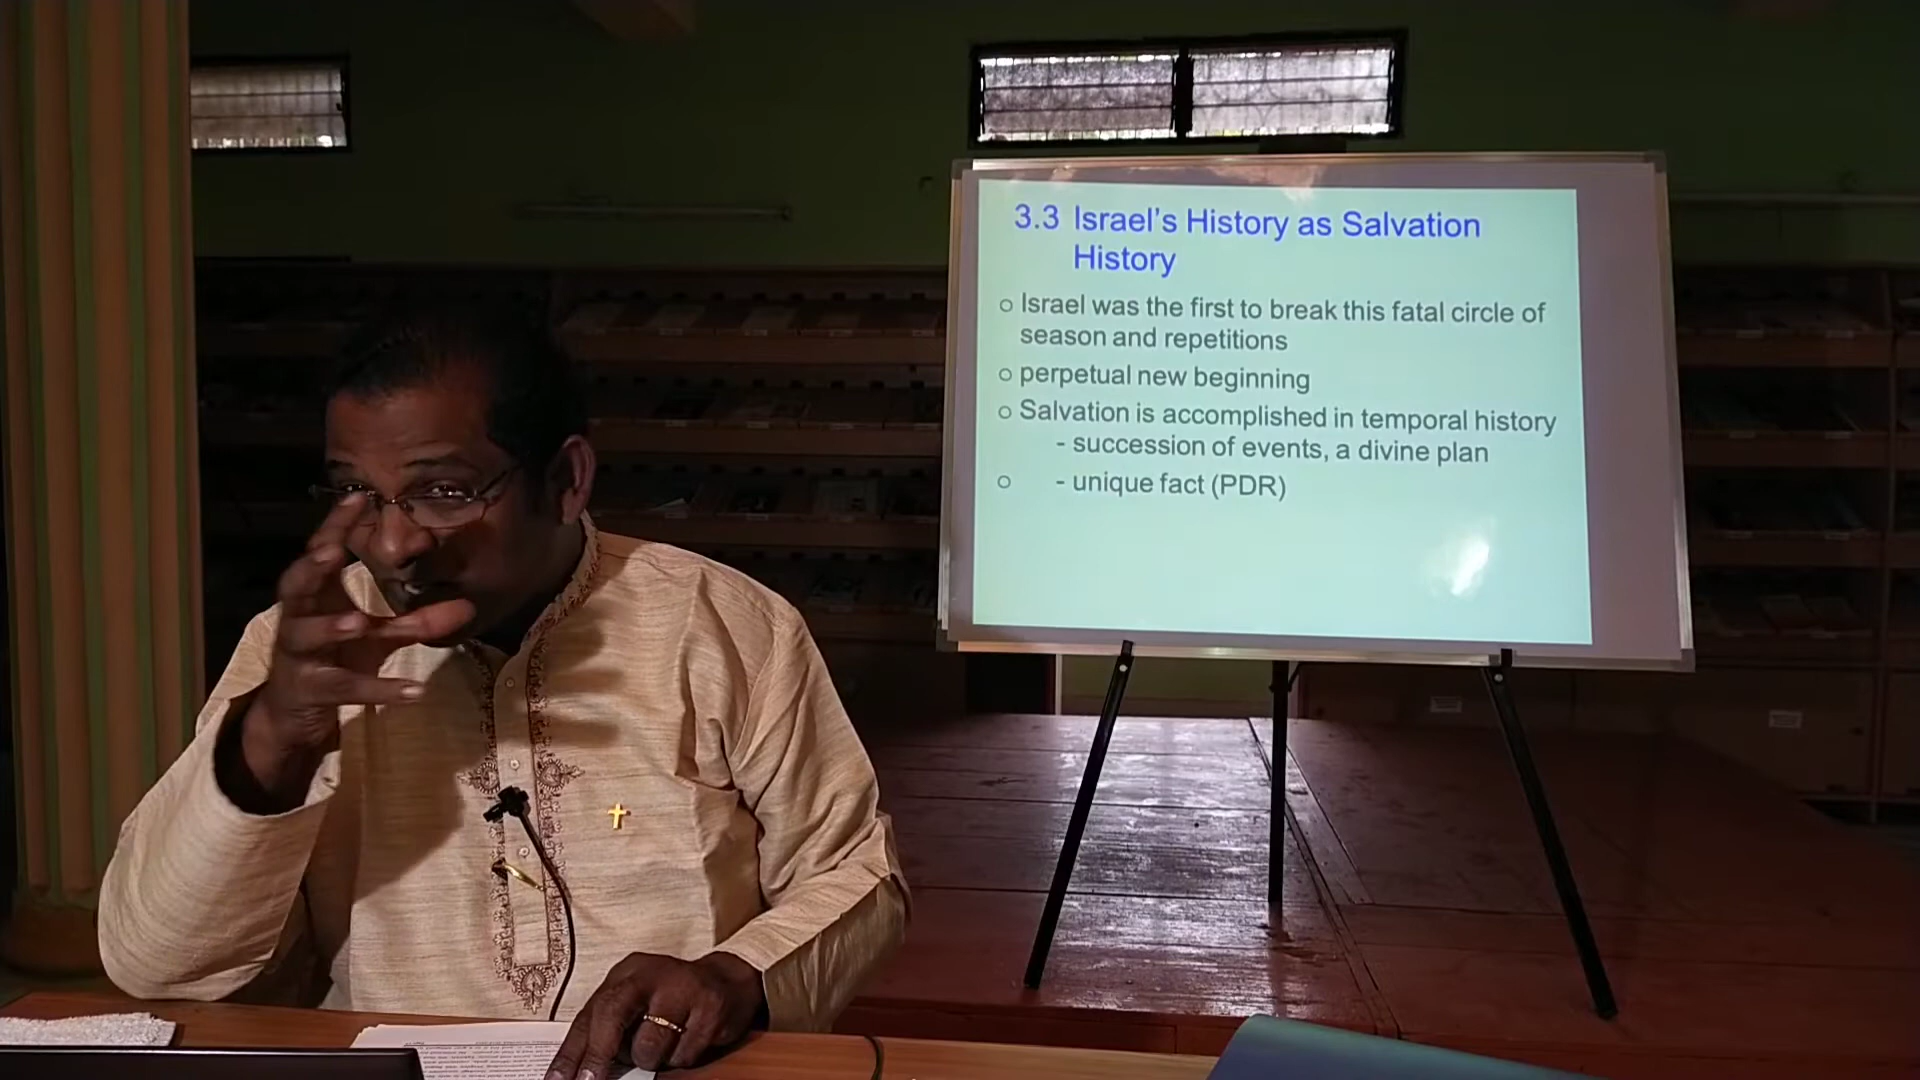 3.3 Israel's History as Salvation
History
○ Israel was the first to break this fatal circle of
season and repetitions
○ perpetual new beginning
○ Salvation is accomplished in temporal history
- succession of events, a divine plan
○ - unique fact (PDR)